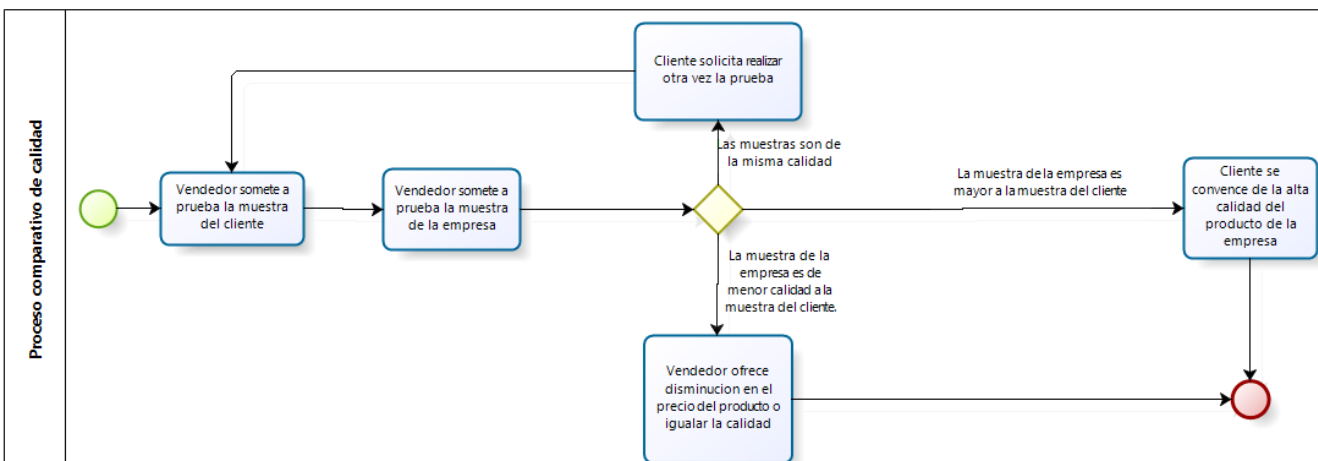 Proceso comparativo de calidad
Cliente solicita realizar
otra vez la prueba
Las muestras son de
la misma calidad
Vendedor somete a
prueba la muestra
del cliente
Vendedor somete a
prueba la muestra
de la empresa
La muestra de la empresa es
mayor a la muestra del cliente
Cliente se
convence de la alta
calidad del
producto de la
empresa
La muestra de la
empresa es de
menor calidad a la
muestra del cliente.
Vendedor ofrece
disminucion en el
precio del producto o
igualar la calidad